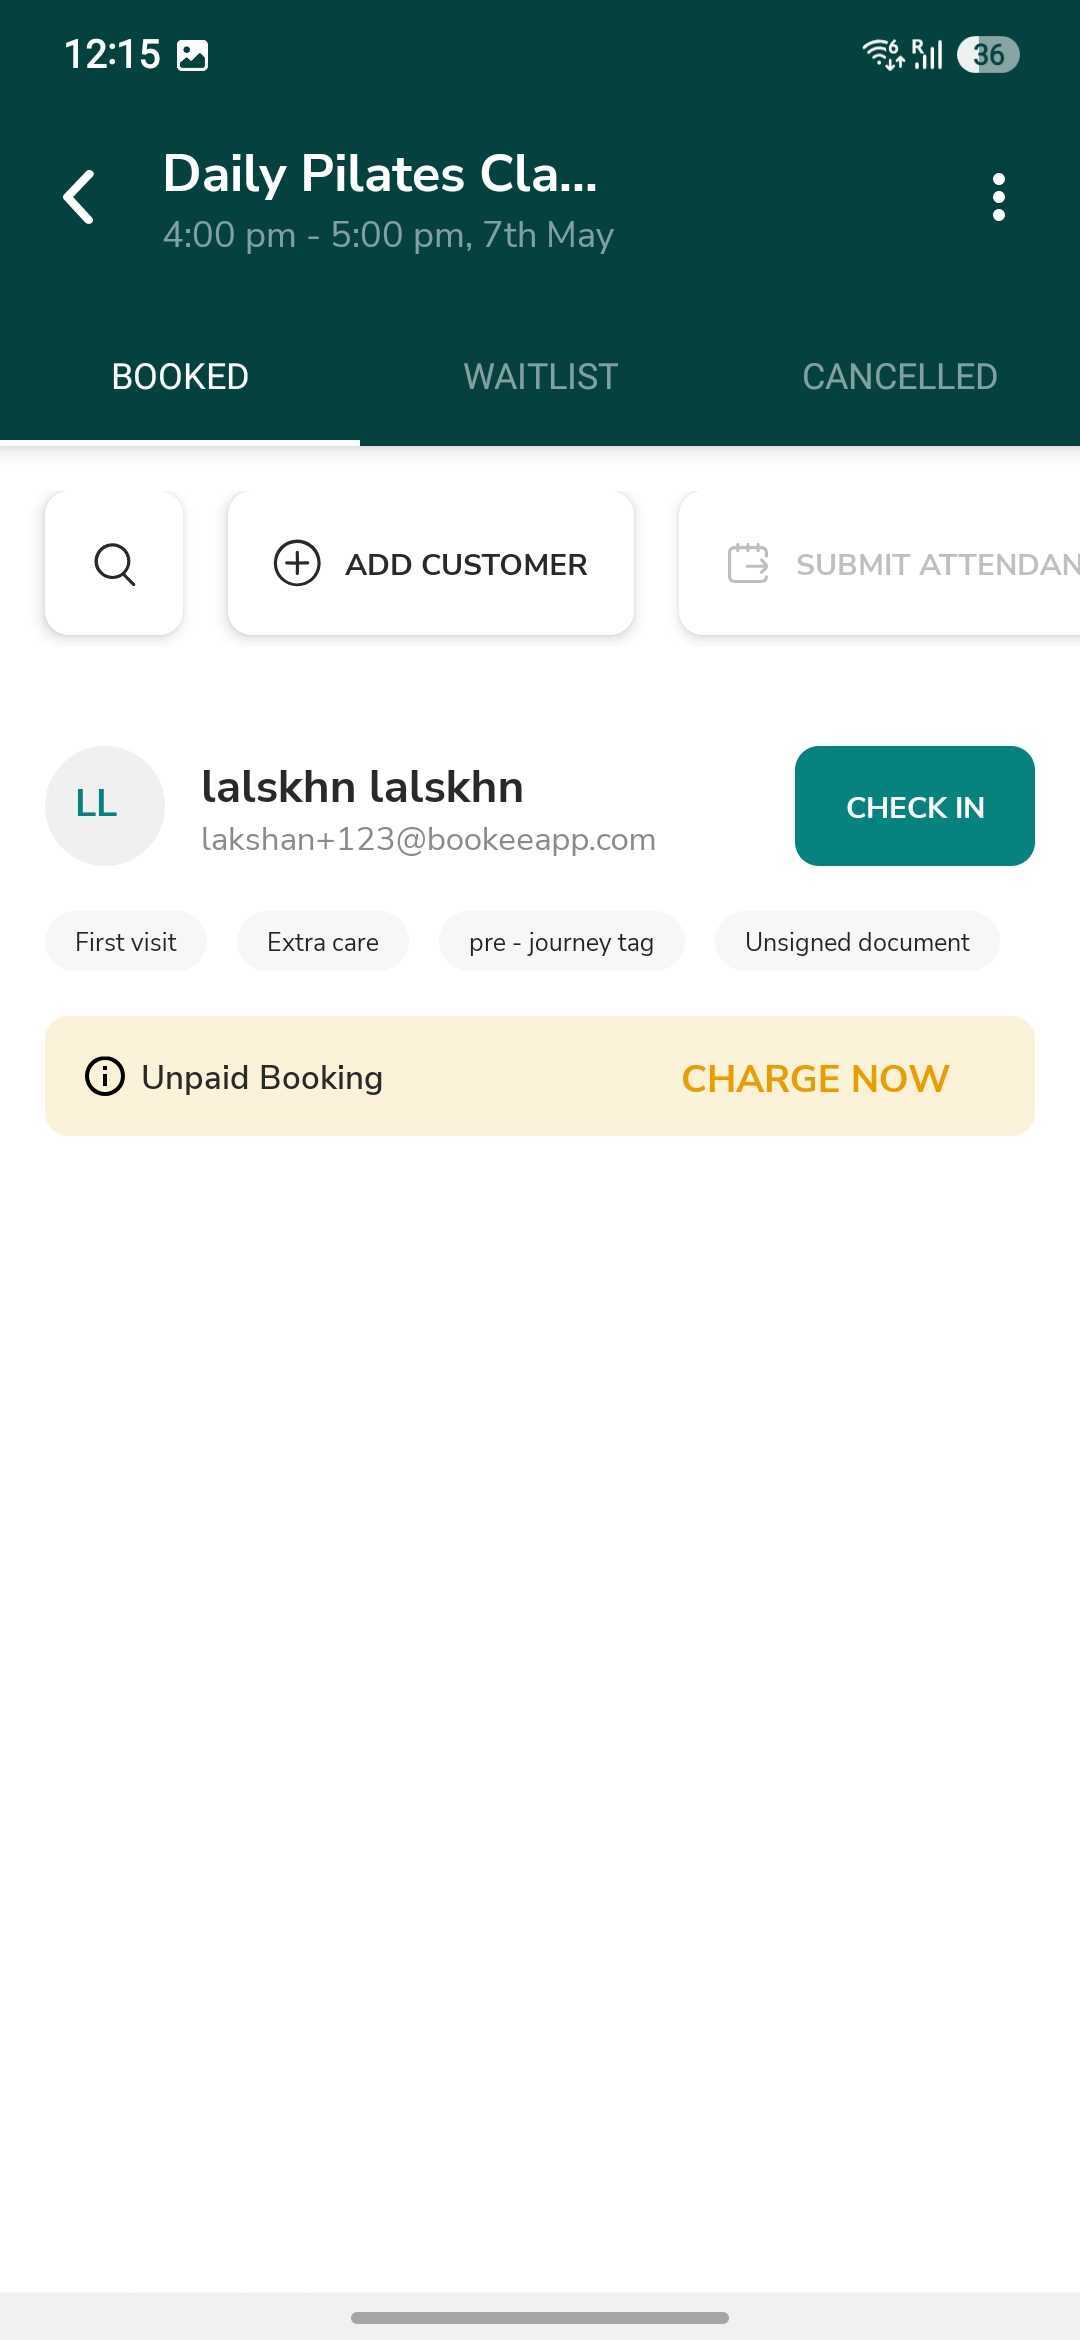 12:15
6 R 36
Daily Pilates Cla...
4:00 pm - 5:00 pm, 7th May
BOOKED WAITLIST CANCELLED
ADD CUSTOMER SUBMIT ATTENDAN
LL
lalskhn lalskhn
lakshan+123@bookeeapp.com
CHECK IN
First visit Extra care pre - journey tag Unsigned document
Unpaid Booking CHARGE NOW